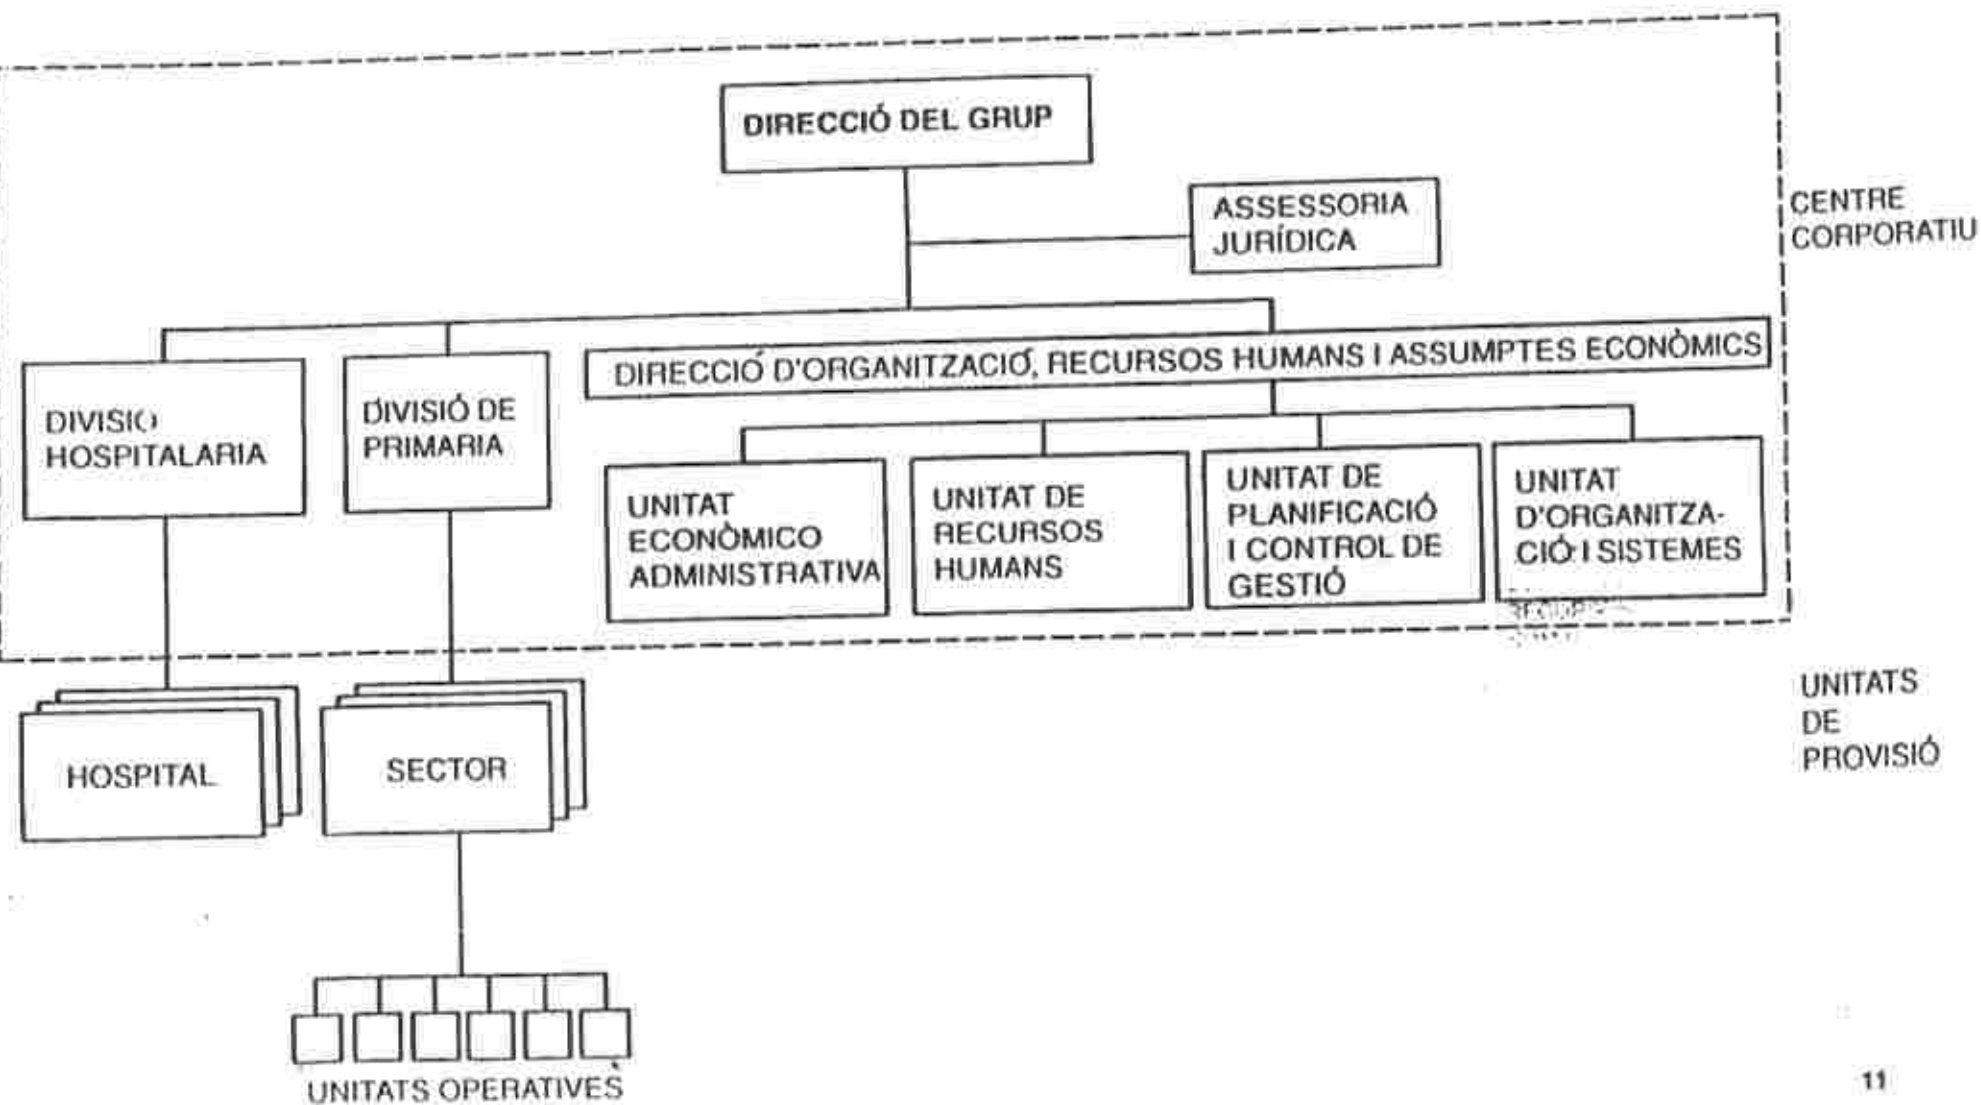 DIRECCIÓ DEL GRUP
ASSESSORIA
JURÍDICA
CENTRE
CORPORATIU
DIRECCIÓ D'ORGANITZACIÓ, RECURSOS HUMANS I ASSUMPTES ECONÒMICS
DIVISIÓ
HOSPITALARIA
DIVISIÓ DE
PRIMARIA
UNITAT
ECONÒMICO
ADMINISTRATIVA
UNITAT DE
RECURSOS
HUMANS
UNITAT DE
PLANIFICACIÓ
I CONTROL DE
GESTIÓ
UNITAT
D'ORGANITZA-
CIÓ I SISTEMES
UNITATS
DE
PROVISIÓ
HOSPITAL
SECTOR
UNITATS OPERATIVES
11